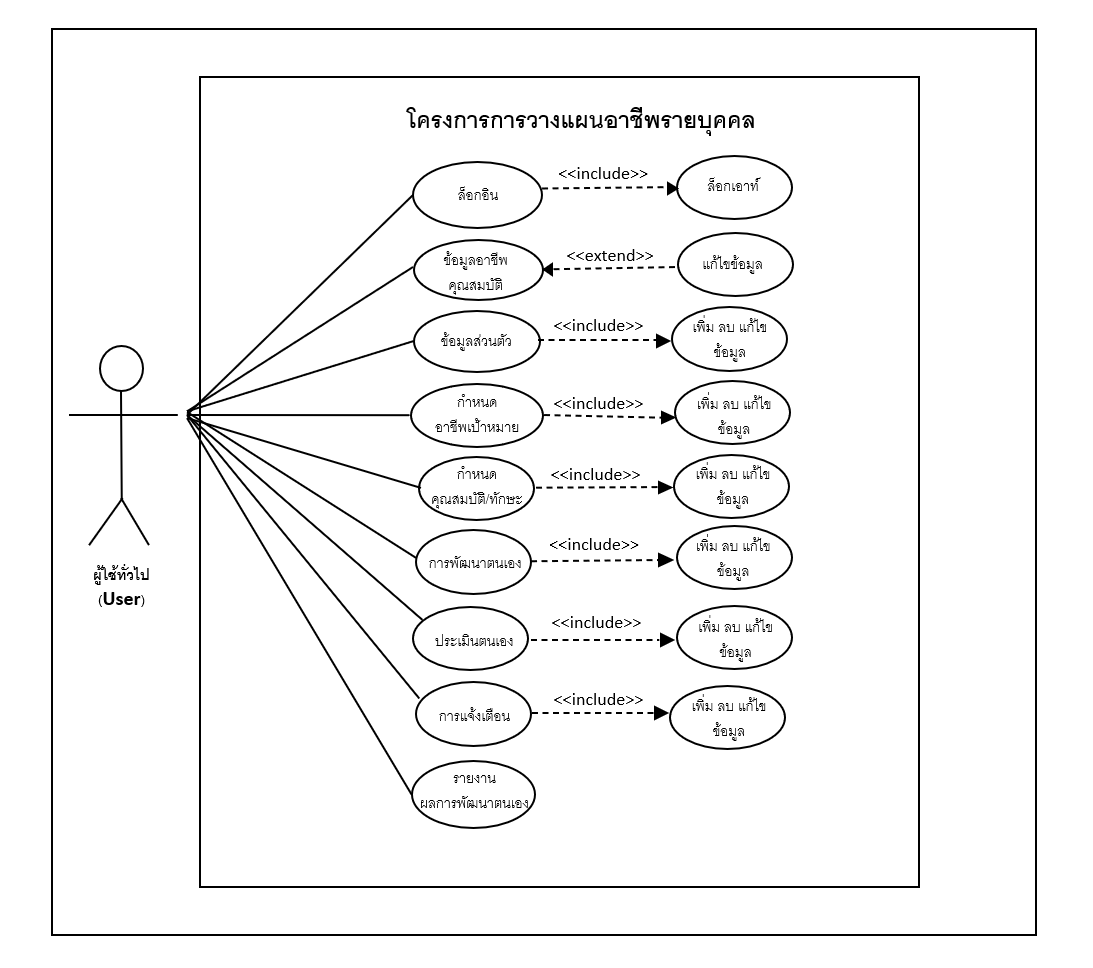 โครงการการวางแผนอาชีพรายบุคคล
ล็อกอิน
<<include>>
ล็อกเอาท์
ข้อมูลอาชีพ
คุณสมบัติ
<<extend>>
แก้ไขข้อมูล
ข้อมูลส่วนตัว
<<include>>
เพิ่ม ลบ แก้ไข
ข้อมูล
กำหนด
อาชีพเป้าหมาย
<<include>>
เพิ่ม ลบ แก้ไข
ข้อมูล
กำหนด
คุณสมบัติ/ทักษะ
<<include>>
เพิ่ม ลบ แก้ไข
ข้อมูล
การพัฒนาตนเอง
<<include>>
เพิ่ม ลบ แก้ไข
ข้อมูล
ประเมินตนเอง
<<include>>
เพิ่ม ลบ แก้ไข
ข้อมูล
การแจ้งเตือน
<<include>>
เพิ่ม ลบ แก้ไข
ข้อมูล
รายงาน
ผลการพัฒนาตนเอง
ผู้ใช้ทั่วไป
(User)